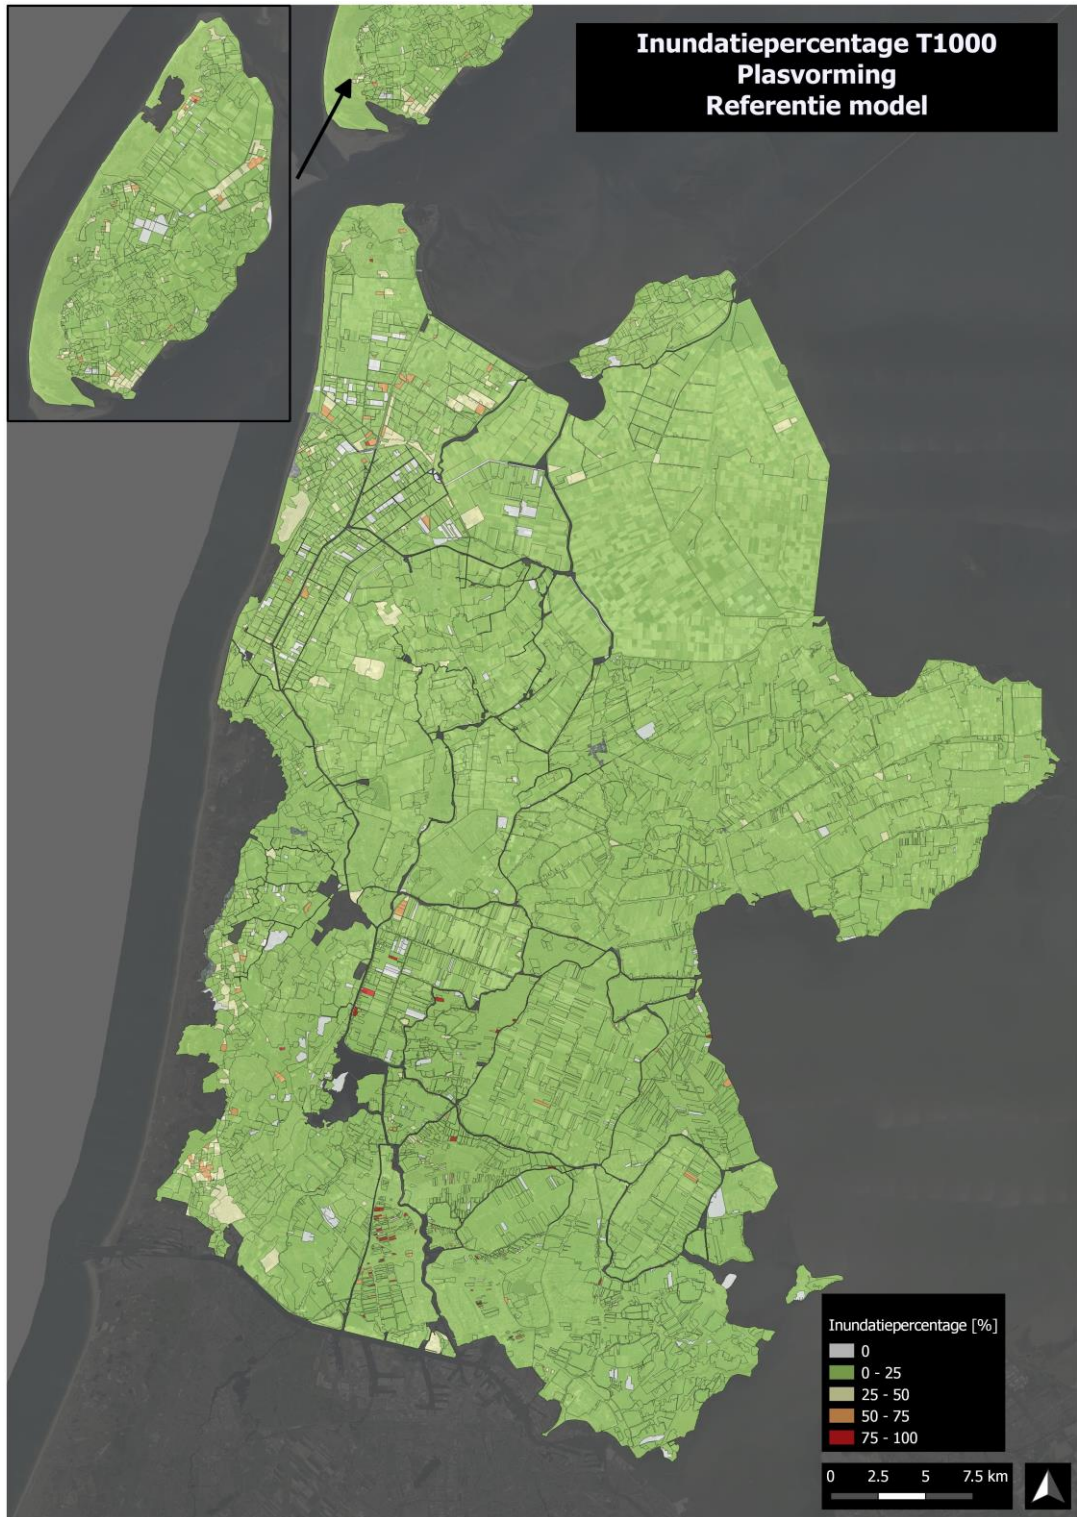 Inundatiepercentage T1000
Plasvorming
Referentie model
Inundatiepercentage [%]
0
0 - 25
25 - 50
50 - 75
75 - 100
0 2.5 5 7.5 km